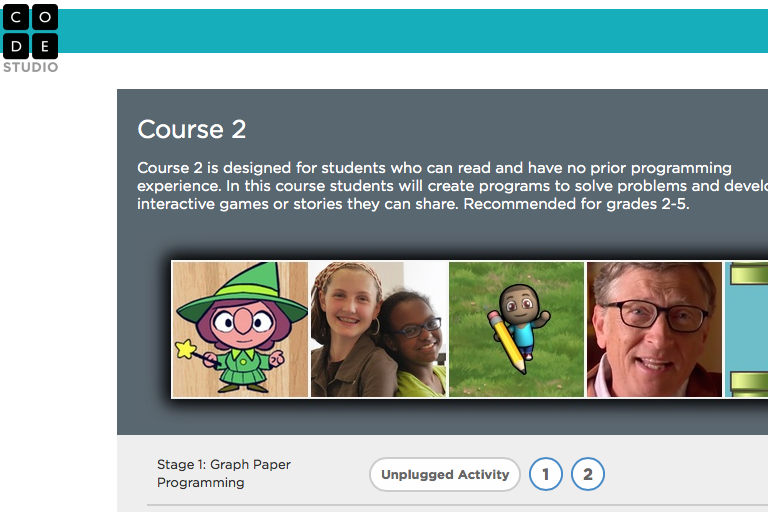 C O
D E
STUDIO
Course 2
Course 2 is designed for students who can read and have no prior programming
experience. In this course students will create programs to solve problems and
interactive games or stories they can share. Recommended for grades 2-5.
Stage 1: Graph Paper
Programming
Unplugged Activity 1 2